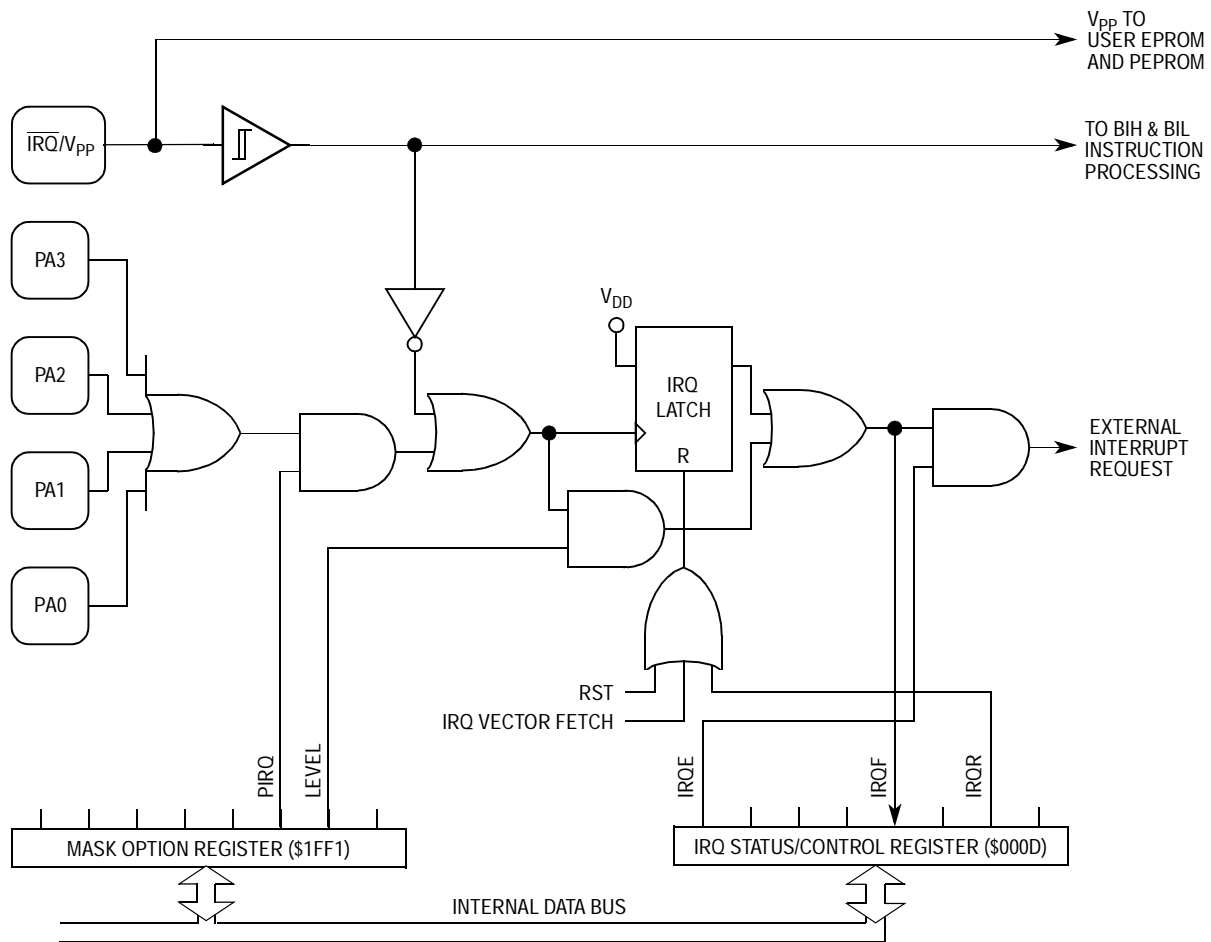 V_PP TO
USER EPROM
AND PEPROM
IRQ/V_PP
TO BIH & BIL
INSTRUCTION
PROCESSING
PA3
V_DD
PA2
IRQ
LATCH
R
EXTERNAL
INTERRUPT
REQUEST
PA1
PA0
RST
IRQ VECTOR FETCH
PIRQ
LEVEL
IRQE
IRQF
IRQR
MASK OPTION REGISTER ($1FF1)
IRQ STATUS/CONTROL REGISTER ($000D)
INTERNAL DATA BUS